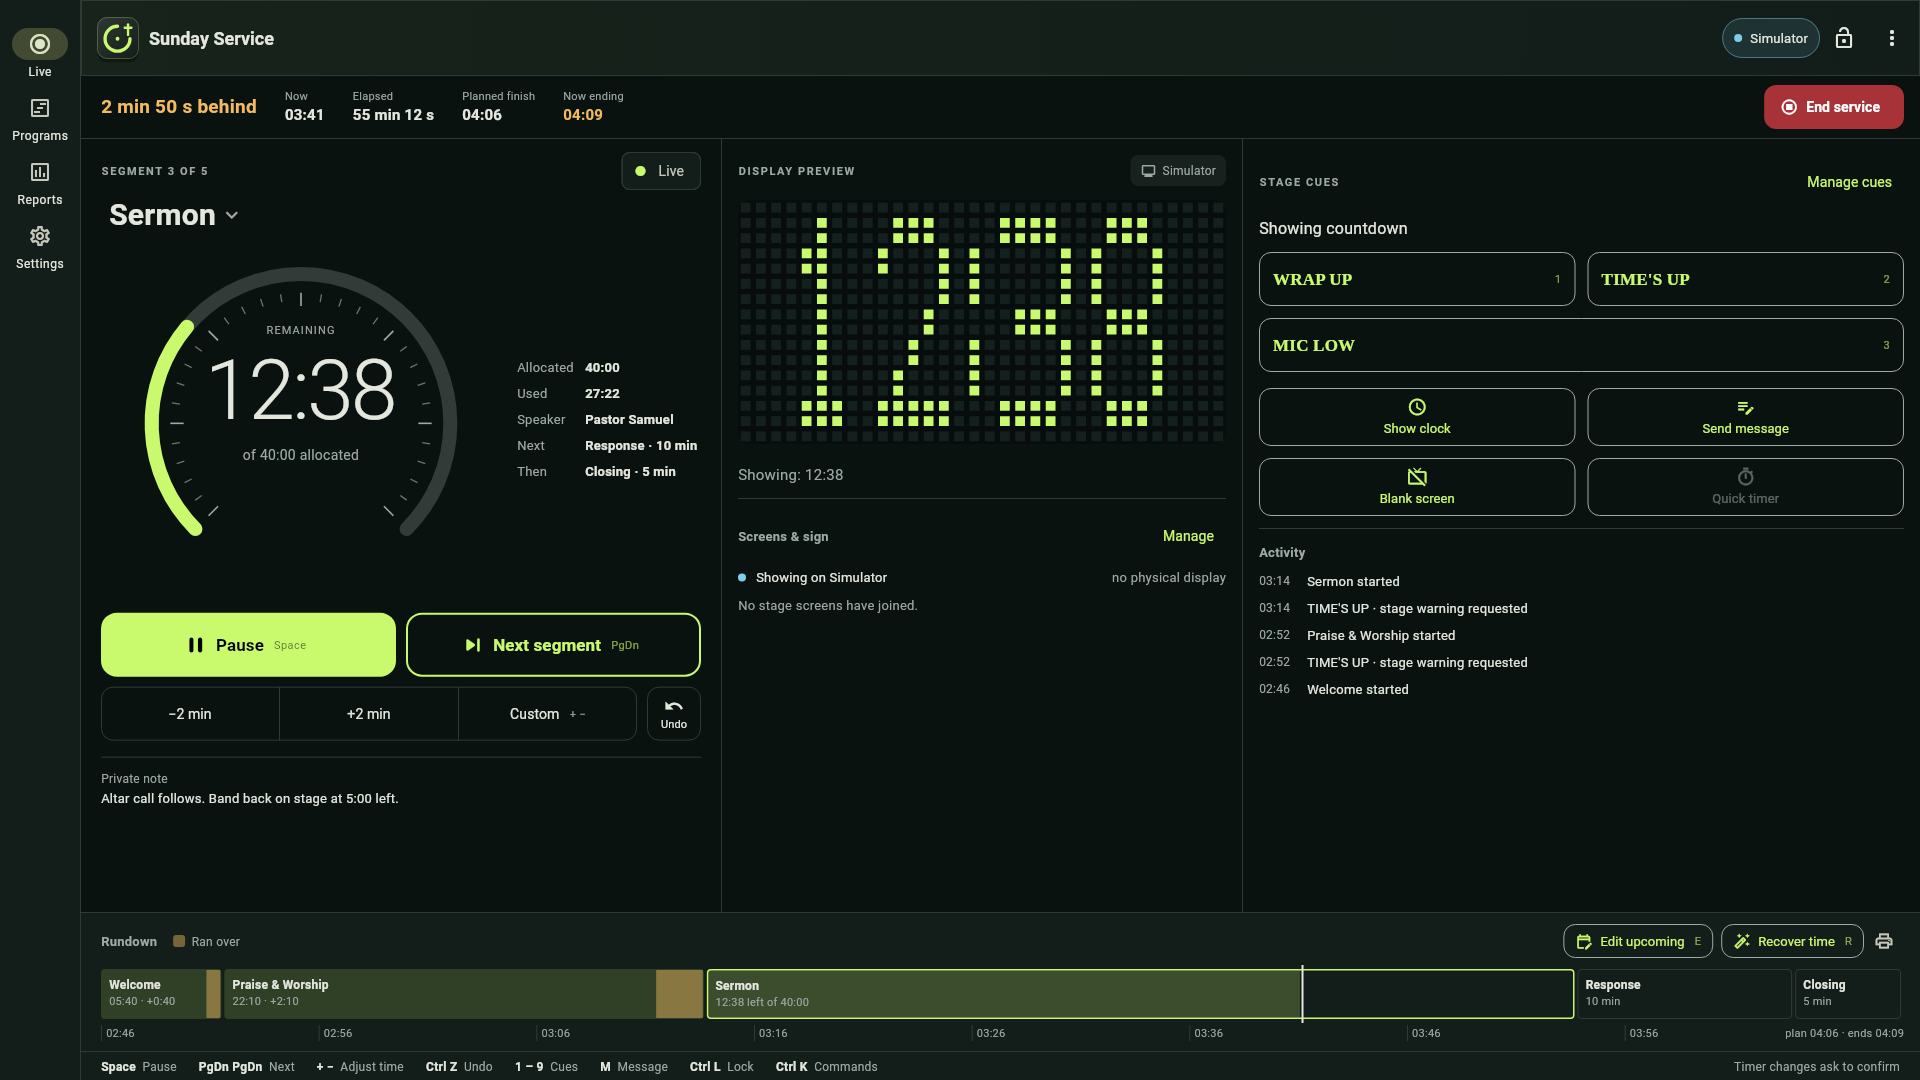 Live
Programs
Reports
Settings
Sunday Service
Simulator
2 min 50 s behind
Now
03:41
Elapsed
55 min 12 s
Planned finish
04:06
Now ending
04:09
End service
SEGMENT 3 OF 5
Live
Sermon
REMAINING
12:38
of 40:00 allocated
Allocated 40:00
Used 27:22
Speaker Pastor Samuel
Next Response · 10 min
Then Closing · 5 min
Pause Space
Next segment PgDn
−2 min
+2 min
Custom + −
Undo
Private note
Altar call follows. Band back on stage at 5:00 left.
DISPLAY PREVIEW
Simulator
1238
Showing: 12:38
Screens & sign
Manage
Showing on Simulator
no physical display
No stage screens have joined.
STAGE CUES
Manage cues
Showing countdown
WRAP UP 1
TIME'S UP 2
MIC LOW 3
Show clock
Send message
Blank screen
Quick timer
Activity
03:14 Sermon started
03:14 TIME'S UP · stage warning requested
02:52 Praise & Worship started
02:52 TIME'S UP · stage warning requested
02:46 Welcome started
Rundown
Ran over
Edit upcoming E
Recover time R
Welcome
05:40 · +0:40
Praise & Worship
22:10 · +2:10
Sermon
12:38 left of 40:00
Response
10 min
Closing
5 min
02:46
02:56
03:06
03:16
03:26
03:36
03:46
03:56
plan 04:06 · ends 04:09
Space Pause
PgDn PgDn Next
+ − Adjust time
Ctrl Z Undo
1 – 9 Cues
M Message
Ctrl L Lock
Ctrl K Commands
Timer changes ask to confirm